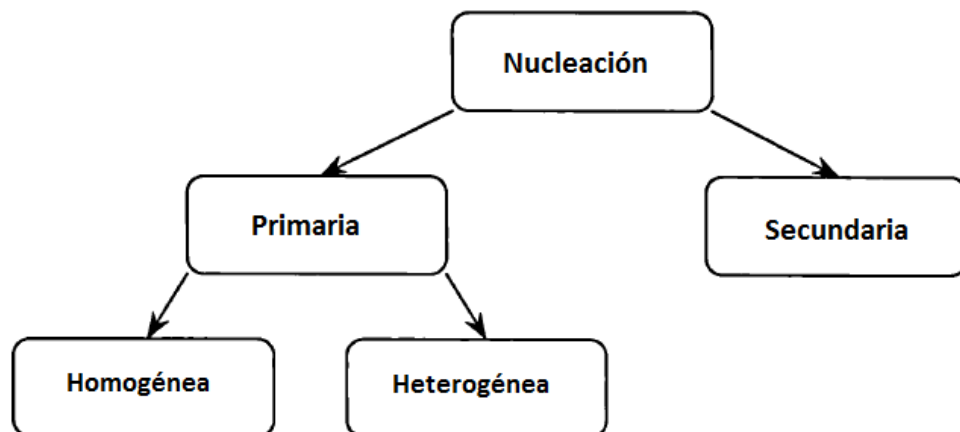 Nucleación
Primaria
Secundaria
Homogénea
Heterogénea